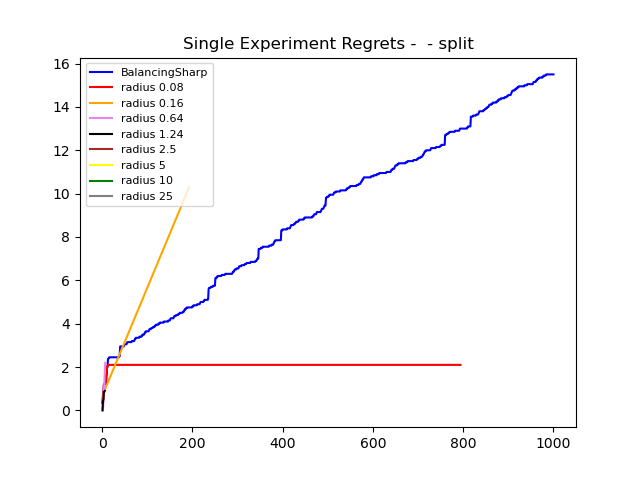 Single Experiment Regrets -  - split
BalancingSharp
radius 0.08
radius 0.16
radius 0.64
radius 1.24
radius 2.5
radius 5
radius 10
radius 25
16
14
12
10
8
6
4
2
0
0 200 400 600 800 1000